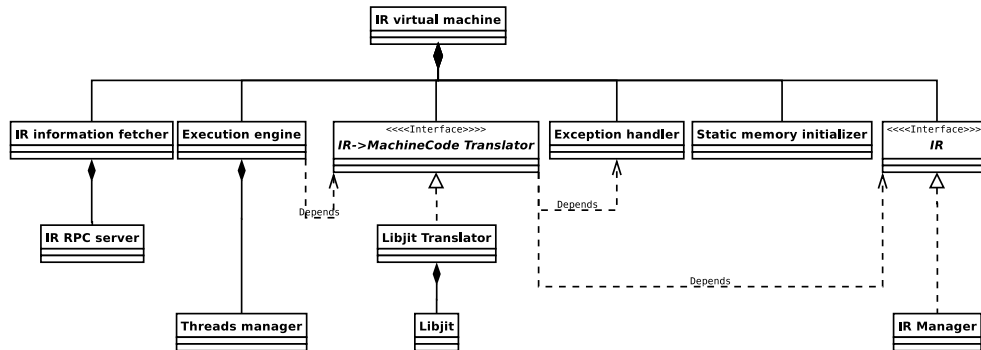 IR virtual machine
IR information fetcher
Execution engine
<<<<Interface>>>>
IR->MachineCode Translator
Exception handler
Static memory initializer
<<<<Interface>>>>
IR
Depends
Depends
IR RPC server
Libjit Translator
Depends
Threads manager
Libjit
IR Manager